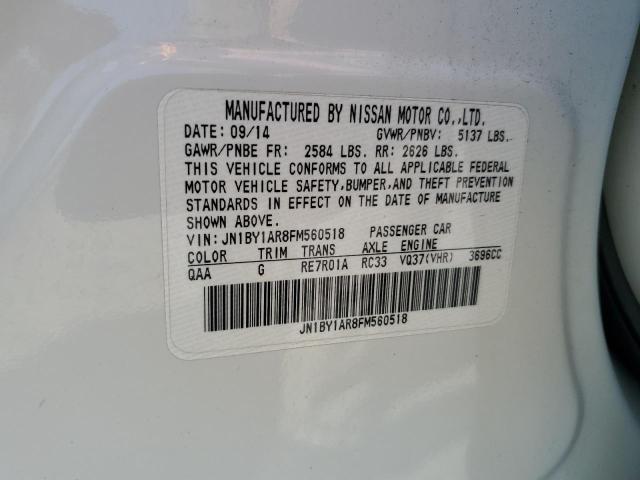 MANUFACTURED BY NISSAN MOTOR CO.,LTD.
DATE: 09/14 GVWR/PNBV: 5137 LBS.
GAWR/PNBE FR: 2584 LBS. RR: 2626 LBS.
THIS VEHICLE CONFORMS TO ALL APPLICABLE FEDERAL
MOTOR VEHICLE SAFETY,BUMPER,AND THEFT PREVENTION
STANDARDS IN EFFECT ON THE DATE OF MANUFACTURE
SHOWN ABOVE.
VIN: JN1BY1AR8FM560518 PASSENGER CAR
COLOR TRIM TRANS AXLE ENGINE
QAA G RE7R01A RC33 VQ37(VHR) 3696CC
JN1BY1AR8FM560518